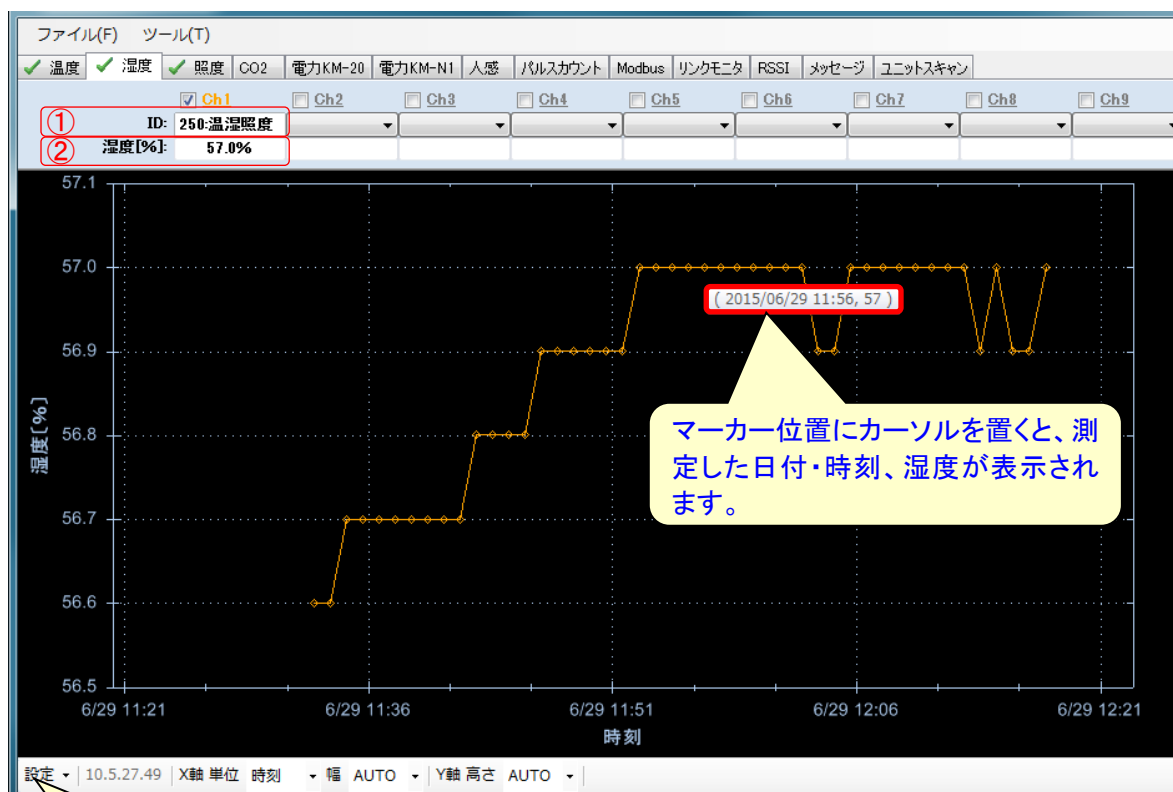 ファイル(F) ツール(T)
温度 湿度 照度 CO2 電力KM-20 電力KM-N1 人感 パルスカウント Modbus リンクモニタ RSSI メッセージ ユニットスキャン
Ch1 Ch2 Ch3 Ch4 Ch5 Ch6 Ch7 Ch8 Ch9
① ID: 250:温湿照度
② 湿度[%]: 57.0%
57.1
57.0
( 2015/06/29 11:56, 57 )
56.9
マーカー位置にカーソルを置くと、測
定した日付・時刻、湿度が表示され
ます。
56.8
56.7
56.6
56.5
湿度[%]
6/29 11:21 6/29 11:36 6/29 11:51 6/29 12:06 6/29 12:21
時刻
設定 10.5.27.49 X軸 単位 時刻 幅 AUTO Y軸 高さ AUTO